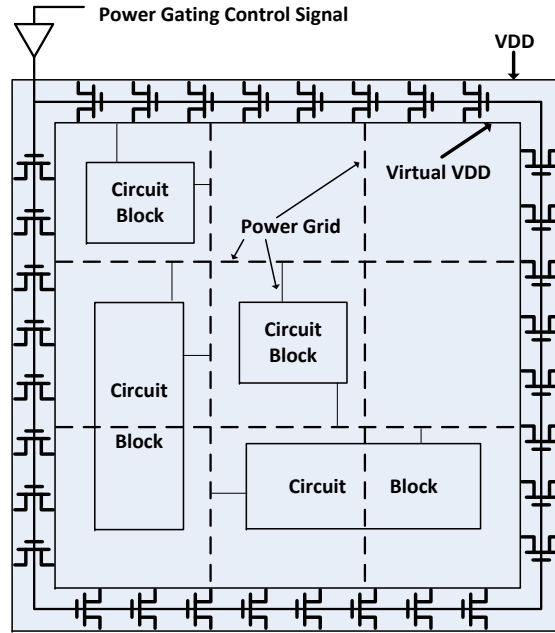 Power Gating Control Signal
VDD
Virtual VDD
Circuit
Block
Power Grid
Circuit
Block
Circuit
Block
Circuit Block